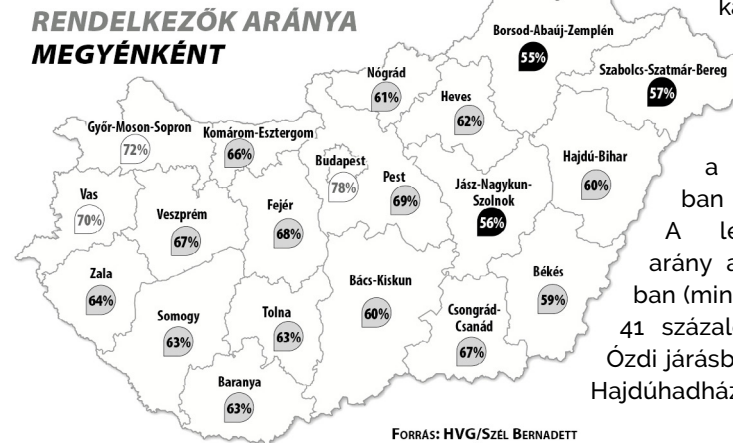 RENDELKEZŐK ARÁNYA
MEGYÉNKÉNT
Borsod-Abaúj-Zemplén
55%
Szabolcs-Szatmár-Bereg
57%
Nógrád
61%
Heves
62%
Győr-Moson-Sopron
72%
Komárom-Esztergom
66%
Budapest
78%
Pest
69%
Jász-Nagykun-
Szolnok
56%
Hajdú-Bihar
60%
Vas
70%
Veszprém
67%
Fejér
68%
Zala
64%
Somogy
63%
Tolna
63%
Bács-Kiskun
60%
Csongrád-
Csanád
67%
Békés
59%
Baranya
63%
FORRÁS: HVG/SZÉL BERNADETT
a
ban
A le
arány a
ban (min
41 százal
Ózdi járásb
Hajdúhadház